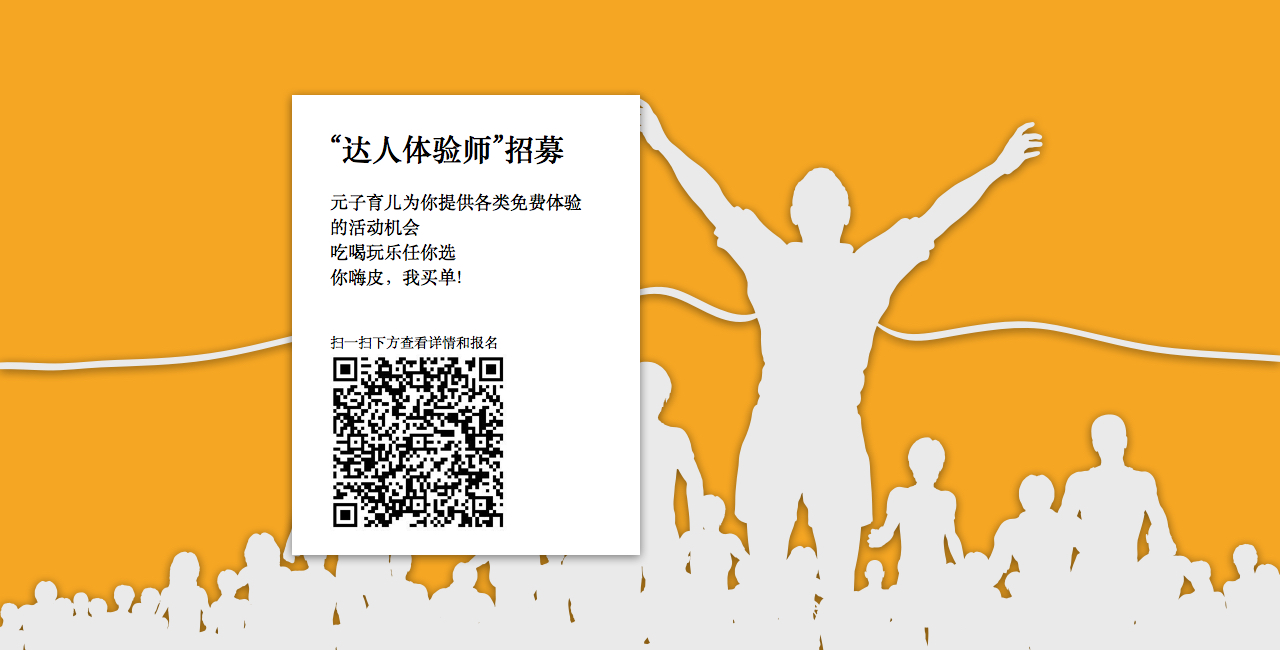 “达人体验师”招募
元子育儿为你提供各类免费体验
的活动机会
吃喝玩乐任你选
你嗨皮，我买单!
扫一扫下方查看详情和报名